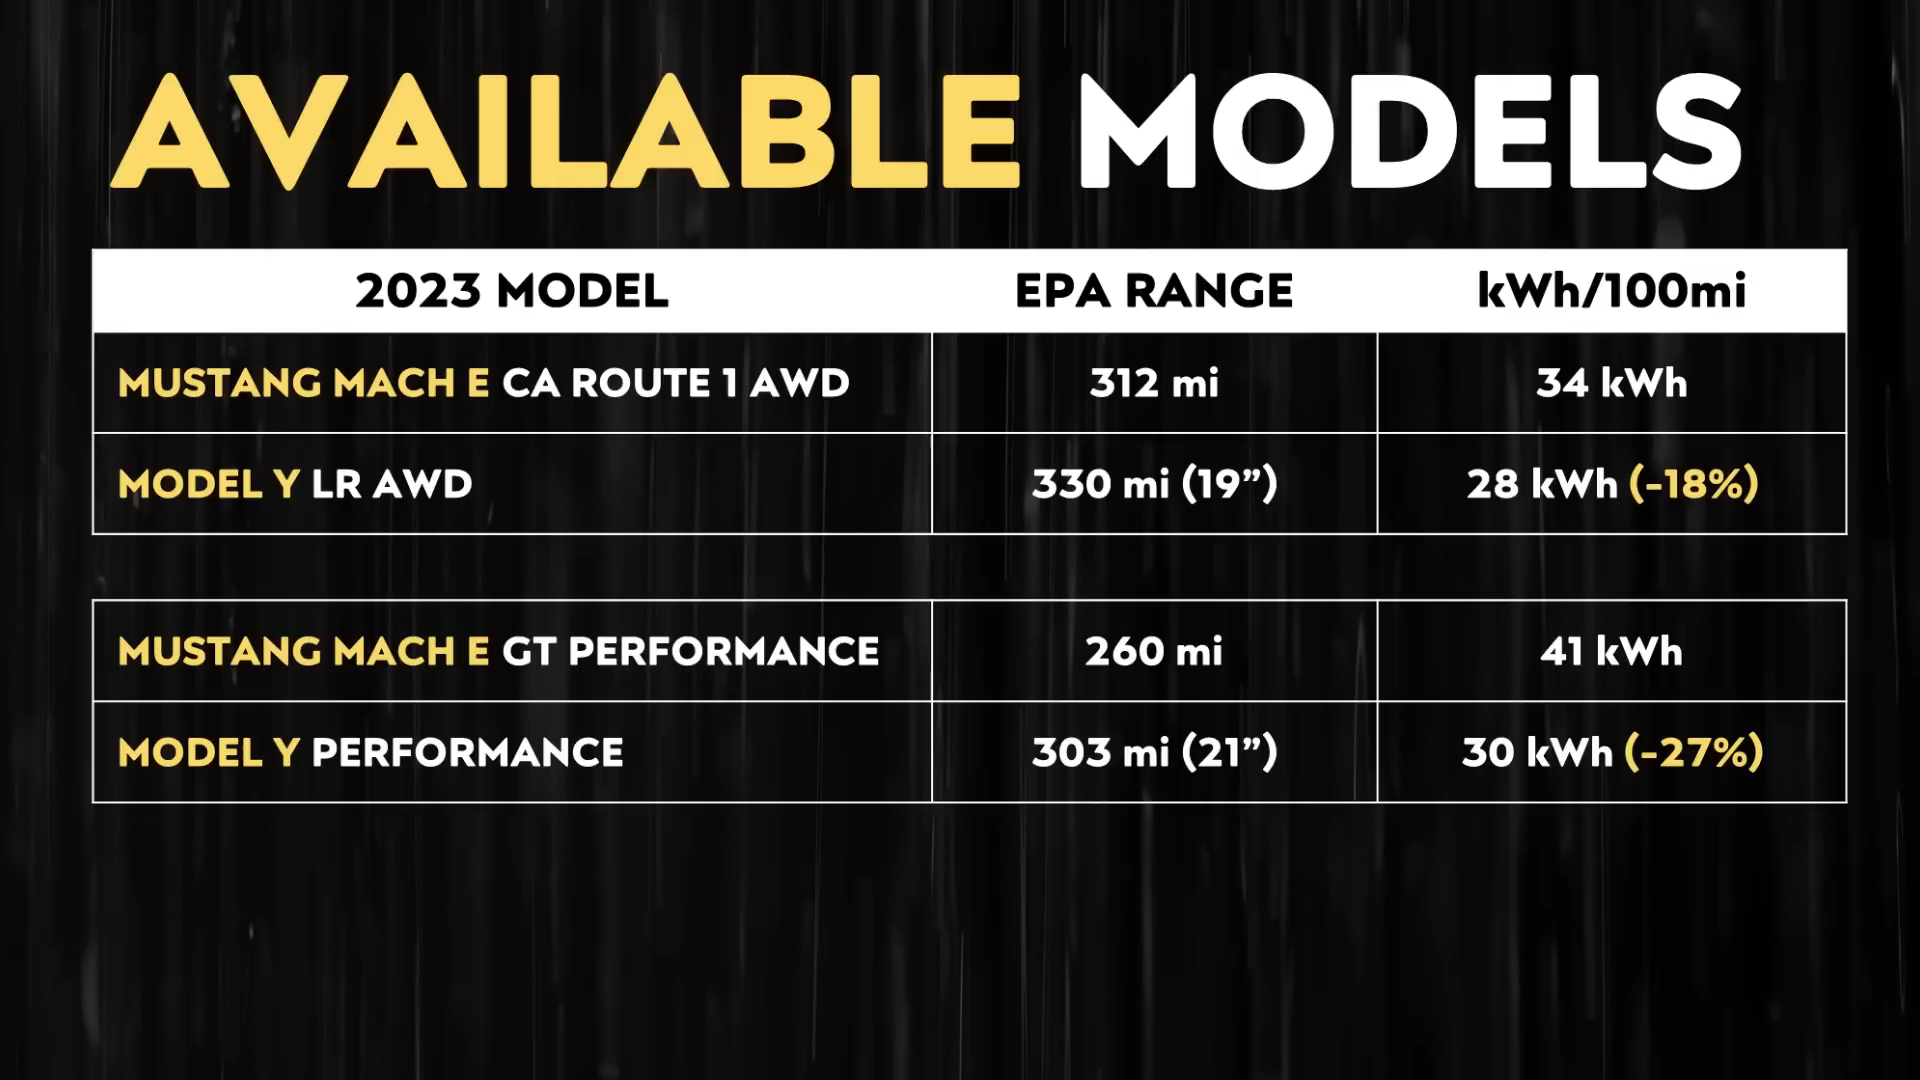 AVAILABLE MODELS
2023 MODEL EPA RANGE kWh/100mi
MUSTANG MACH E CA ROUTE 1 AWD 312 mi 34 kWh
MODEL Y LR AWD 330 mi (19”) 28 kWh (-18%)
MUSTANG MACH E GT PERFORMANCE 260 mi 41 kWh
MODEL Y PERFORMANCE 303 mi (21”) 30 kWh (-27%)